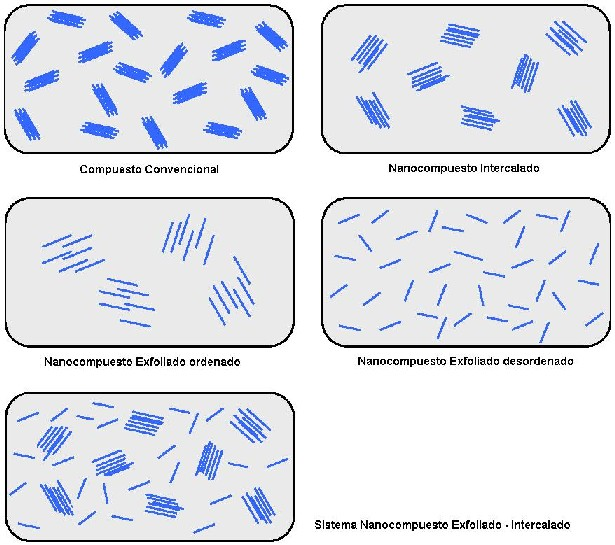 Compuesto Convencional
Nanocompuesto Intercalado
Nanocompuesto Exfoliado ordenado
Nanocompuesto Exfoliado desordenado
Sistema Nanocompuesto Exfoliado - Intercalado